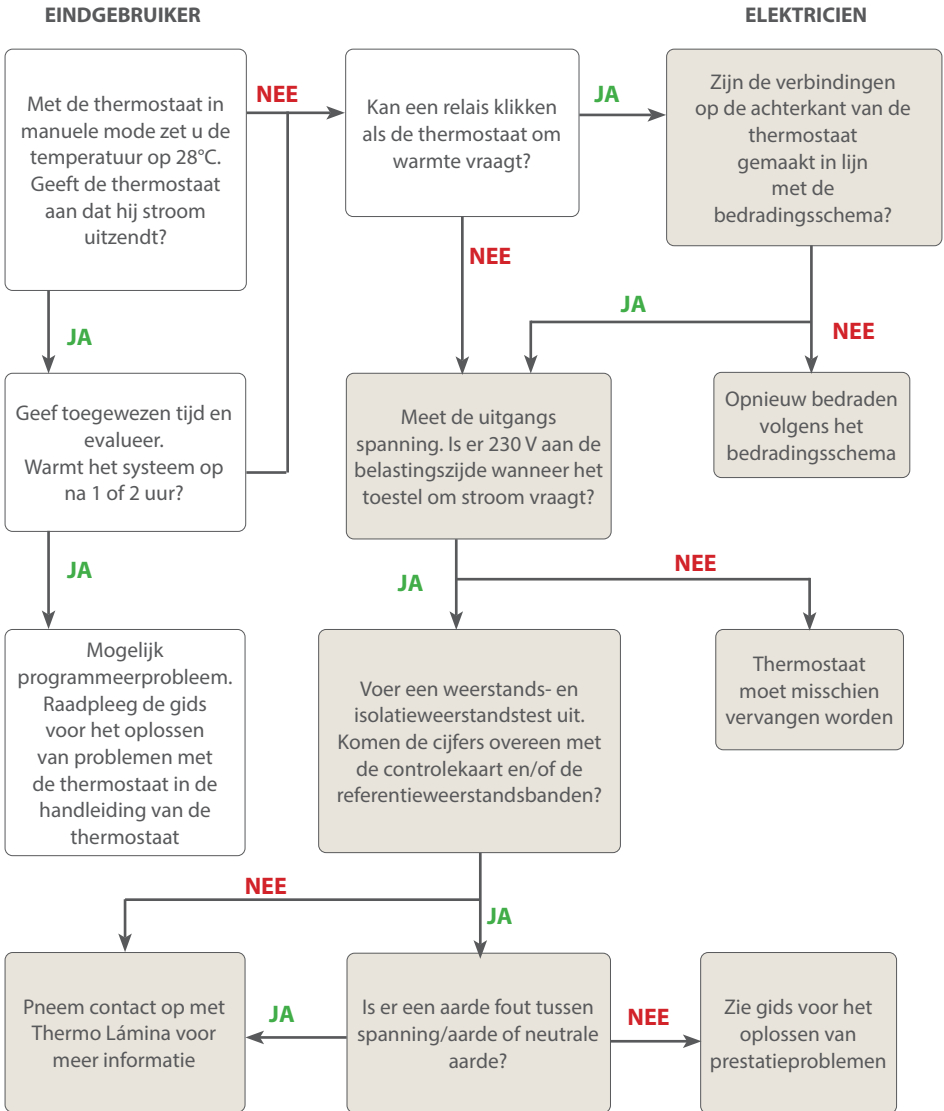 EINDGEBRUIKER
ELEKTRICIEN
Met de thermostaat in
manuele mode zet u de
temperatuur op 28°C.
Geeft de thermostaat
aan dat hij stroom
uitzendt?
NEE
Kan een relais klikken
als de thermostaat om
warmte vraagt?
JA
Zijn de verbindingen
op de achterkant van de
thermostaat
gemaakt in lijn
met de
bedradingsschema?
JA
NEE
JA
NEE
Geef toegewezen tijd en
evalueer.
Warmt het systeem op
na 1 of 2 uur?
Meet de uitgangs
spanning. Is er 230 V aan de
belastingszijde wanneer het
toestel om stroom vraagt?
Opnieuw bedraden
volgens het
bedradingsschema
JA
JA
NEE
Mogelijk
programmeerprobleem.
Raadpleeg de gids
voor het oplossen
van problemen met
de thermostaat in de
handleiding van de
thermostaat
Voer een weerstands- en
isolatieweerstandstest uit.
Komen de cijfers overeen met
de controlekaart en/of de
referentieweerstandsbanden?
Thermostaat
moet misschien
vervangen worden
NEE
JA
Pneem contact op met
Thermo Lámina voor
meer informatie
JA
Is er een aarde fout tussen
spanning/aarde of neutrale
aarde?
NEE
Zie gids voor het
oplossen van
prestatieproblemen